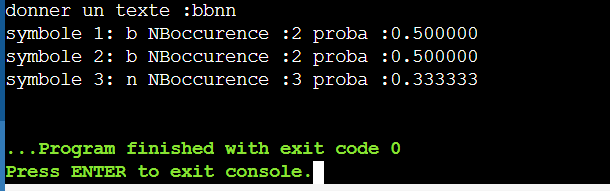 donner un texte :bbnn
symbole 1: b NBoccurence :2 proba :0.500000
symbole 2: b NBoccurence :2 proba :0.500000
symbole 3: n NBoccurence :3 proba :0.333333
...Program finished with exit code 0
Press ENTER to exit console.